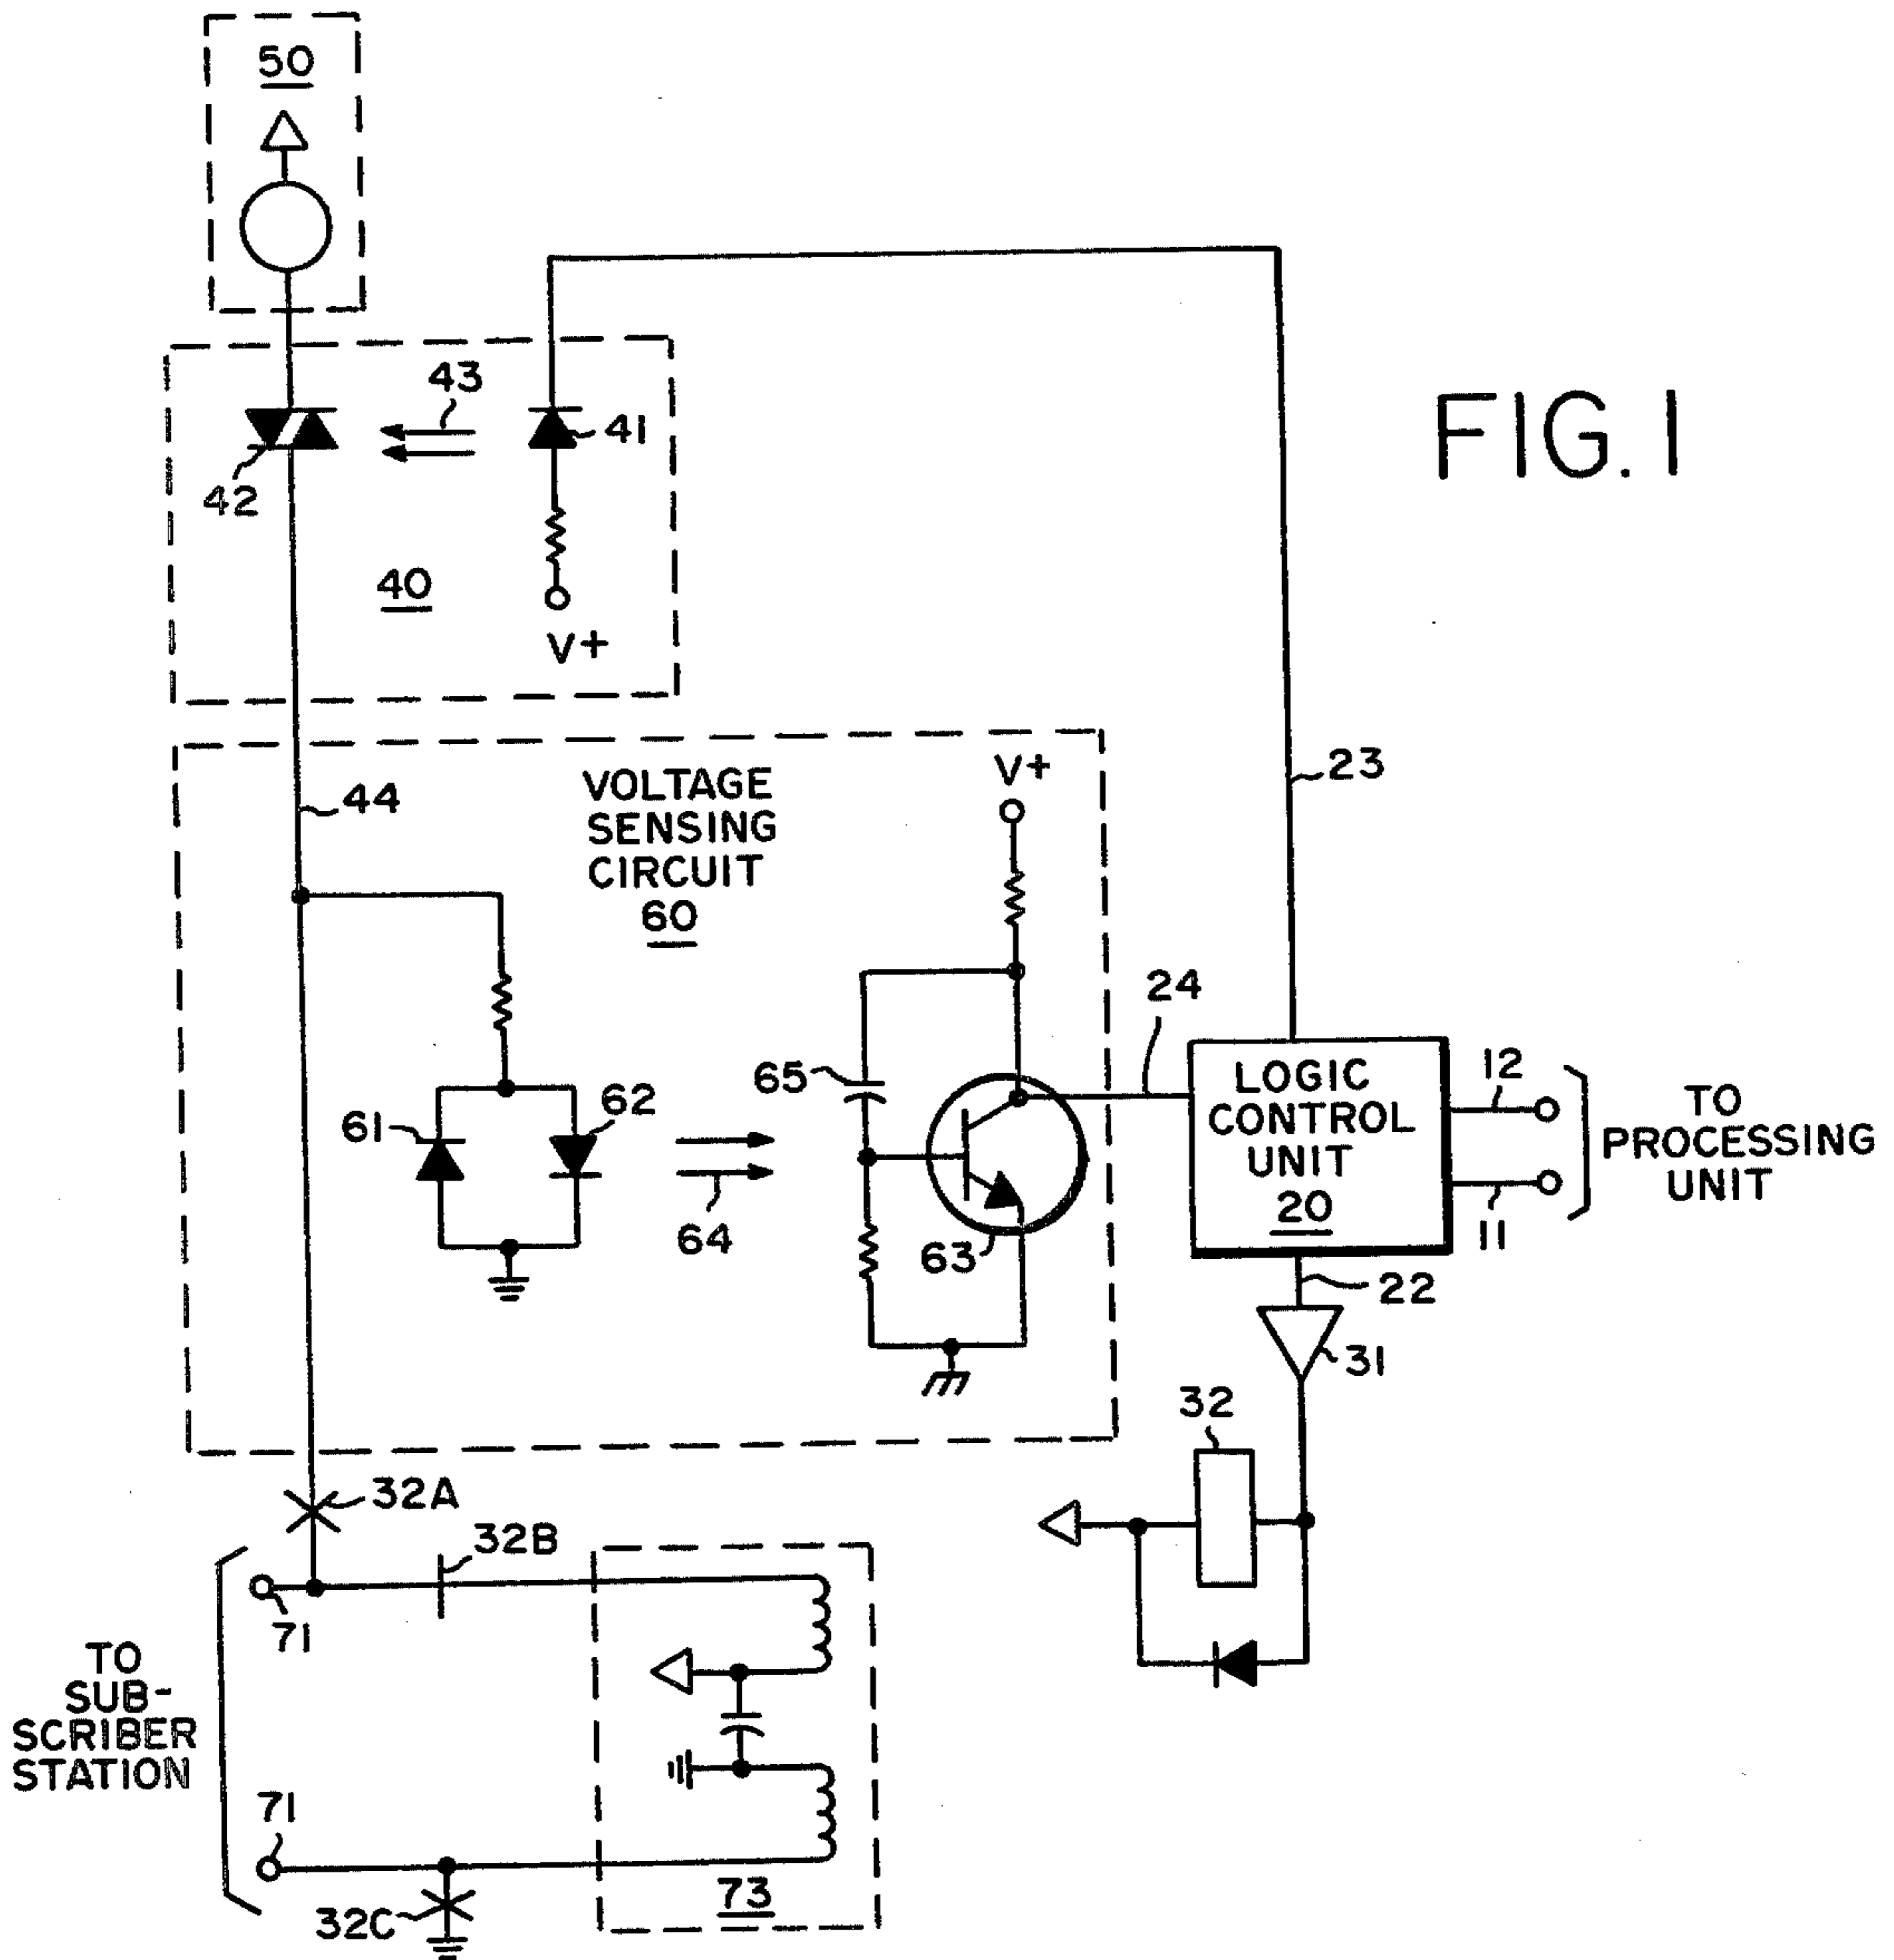 50
43
41
42
FIG. 1
40
V+
23
44
VOLTAGE
SENSING
CIRCUIT
60
V+
24
65
62
61
LOGIC
CONTROL
UNIT
20
12
TO
PROCESSING
UNIT
11
64
63
22
31
32
32A
32B
71
TO
SUB-
SCRIBER
STATION
71
73
32C